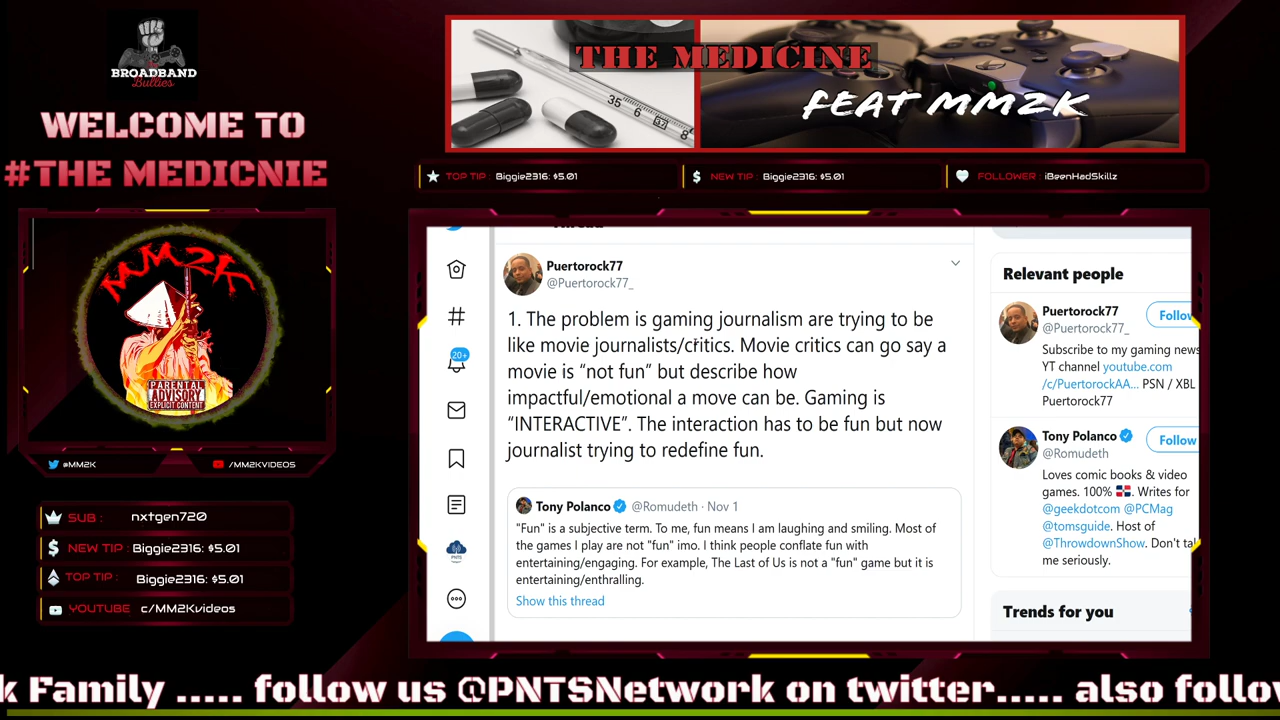 BROADBAND
Bullies
WELCOME TO
#THE MEDICNIE
THE MEDICINE
FEAT MM2K
35
6
37
8
TOP TIP : Biggie2316: $5.01
NEW TIP : Biggie2316: $5.01
FOLLOWER : iBeenHadSkillz
MM2K
PARENTAL
ADVISORY
EXPLICIT CONTENT
@MM2K
/MM2KVIDEOS
SUB : nxtgen720
NEW TIP : Biggie2316: $5.01
TOP TIP : Biggie2316: $5.01
YOUTUBE c/MM2Kvideos
20+
PNTS
Thread
Puertorock77
@Puertorock77_
1. The problem is gaming journalism are trying to be
like movie journalists/critics. Movie critics can go say a
movie is “not fun” but describe how
impactful/emotional a move can be. Gaming is
“INTERACTIVE”. The interaction has to be fun but now
journalist trying to redefine fun.
Tony Polanco @Romudeth · Nov 1
"Fun" is a subjective term. To me, fun means I am laughing and smiling. Most of
the games I play are not "fun" imo. I think people conflate fun with
entertaining/engaging. For example, The Last of Us is not a "fun" game but it is
entertaining/enthralling.
Show this thread
Relevant people
Puertorock77
@Puertorock77_
Follow
Subscribe to my gaming news
YT channel youtube.com
/c/PuertorockAA... PSN / XBL
Puertorock77
Tony Polanco
@Romudeth
Follow
Loves comic books & video
games. 100% 🇩🇴. Writes for
@geekdotcom @PCMag
@tomsguide. Host of
@ThrowdownShow. Don't tal
me seriously.
Trends for you
k Family ..... follow us @PNTSNetwork on twitter..... also follow